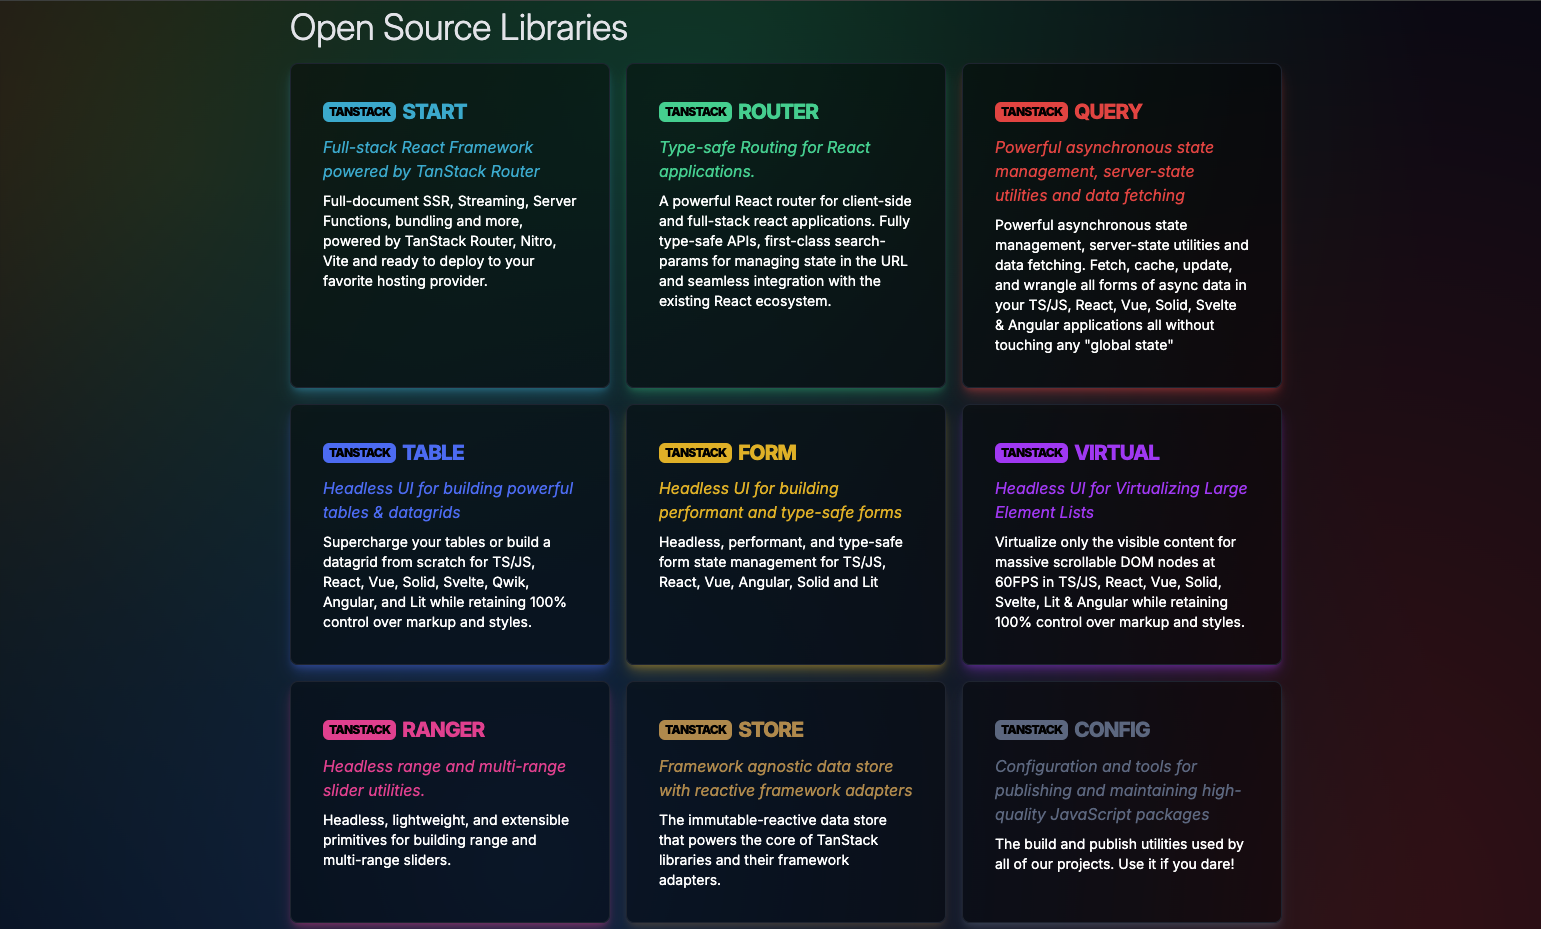 Open Source Libraries
TANSTACK START
Full-stack React Framework
powered by TanStack Router
Full-document SSR, Streaming, Server
Functions, bundling and more,
powered by TanStack Router, Nitro,
Vite and ready to deploy to your
favorite hosting provider.
TANSTACK ROUTER
Type-safe Routing for React
applications.
A powerful React router for client-side
and full-stack react applications. Fully
type-safe APIs, first-class search-
params for managing state in the URL
and seamless integration with the
existing React ecosystem.
TANSTACK QUERY
Powerful asynchronous state
management, server-state
utilities and data fetching
Powerful asynchronous state
management, server-state utilities and
data fetching. Fetch, cache, update,
and wrangle all forms of async data in
your TS/JS, React, Vue, Solid, Svelte
& Angular applications all without
touching any "global state"
TANSTACK TABLE
Headless UI for building powerful
tables & datagrids
Supercharge your tables or build a
datagrid from scratch for TS/JS,
React, Vue, Solid, Svelte, Qwik,
Angular, and Lit while retaining 100%
control over markup and styles.
TANSTACK FORM
Headless UI for building
performant and type-safe forms
Headless, performant, and type-safe
form state management for TS/JS,
React, Vue, Angular, Solid and Lit
TANSTACK VIRTUAL
Headless UI for Virtualizing Large
Element Lists
Virtualize only the visible content for
massive scrollable DOM nodes at
60FPS in TS/JS, React, Vue, Solid,
Svelte, Lit & Angular while retaining
100% control over markup and styles.
TANSTACK RANGER
Headless range and multi-range
slider utilities.
Headless, lightweight, and extensible
primitives for building range and
multi-range sliders.
TANSTACK STORE
Framework agnostic data store
with reactive framework adapters
The immutable-reactive data store
that powers the core of TanStack
libraries and their framework
adapters.
TANSTACK CONFIG
Configuration and tools for
publishing and maintaining high-
quality JavaScript packages
The build and publish utilities used by
all of our projects. Use it if you dare!